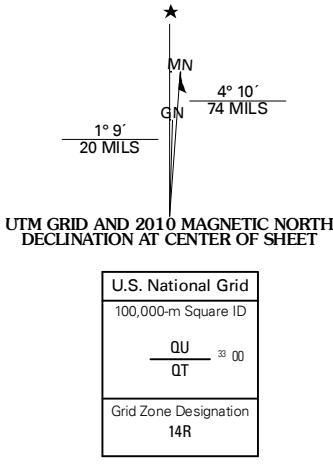 MN
4° 10´
74 MILS
GN
1° 9´
20 MILS
UTM GRID AND 2010 MAGNETIC NORTH
DECLINATION AT CENTER OF SHEET
U.S. National Grid
100,000-m Square ID
QU
33 00
QT
Grid Zone Designation
14R